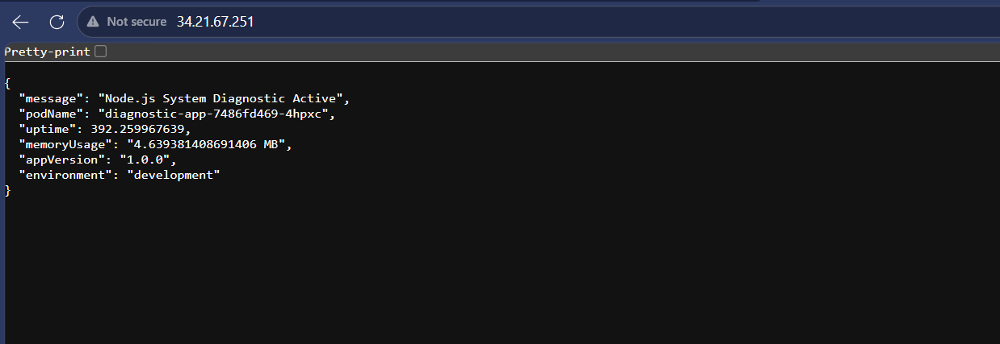 Not secure 34.21.67.251
Pretty-print
{
"message": "Node.js System Diagnostic Active",
"podName": "diagnostic-app-7486fd469-4hpxc",
"uptime": 392.259967639,
"memoryUsage": "4.639381408691406 MB",
"appVersion": "1.0.0",
"environment": "development"
}